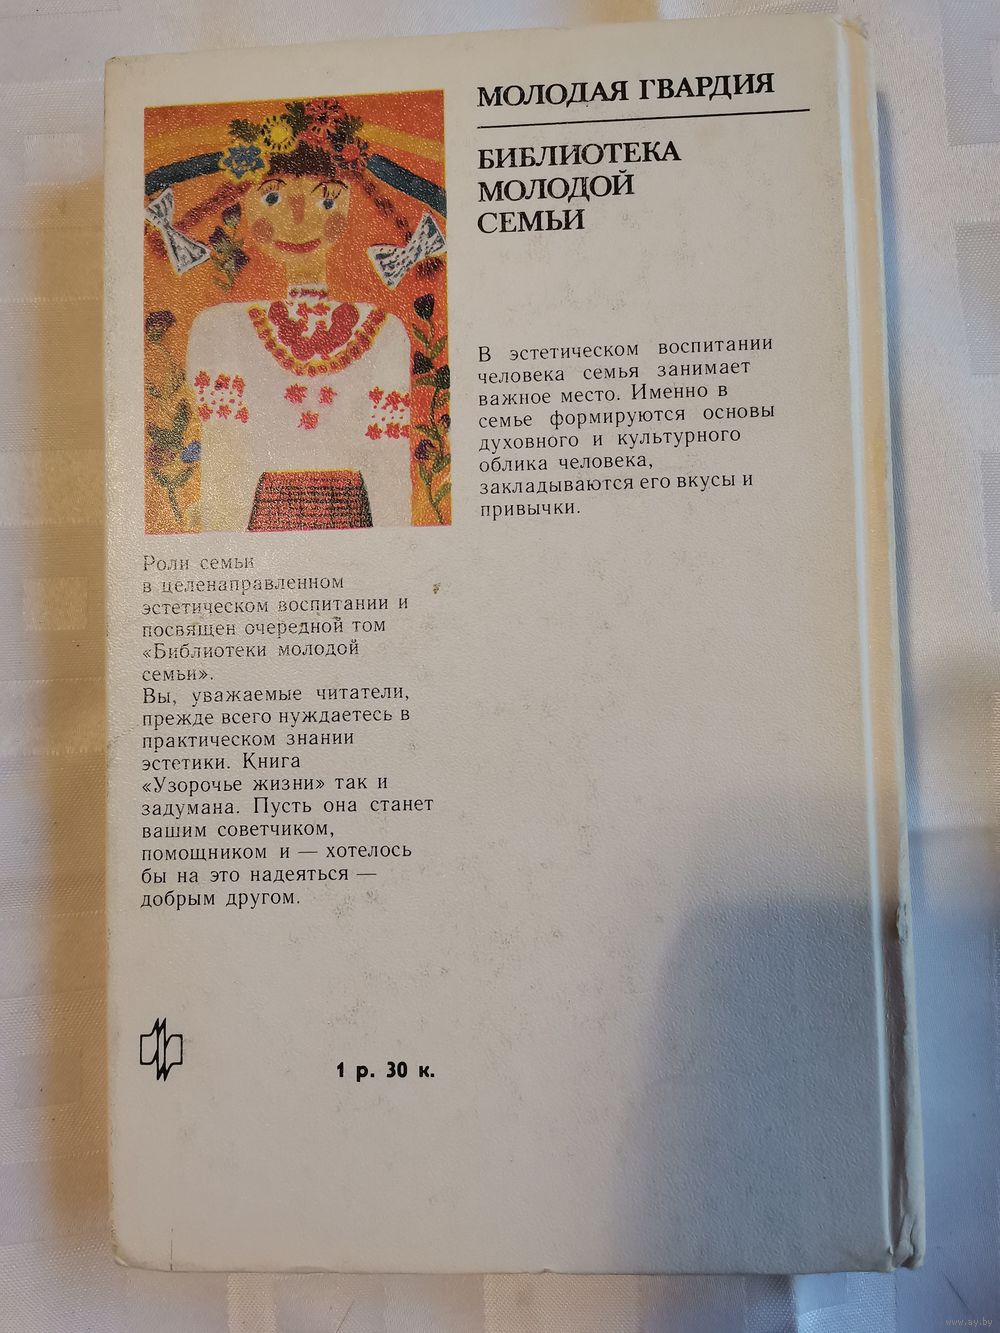 МОЛОДАЯ ГВАРДИЯ
БИБЛИОТЕКА
МОЛОДОЙ
СЕМЬИ
В эстетическом воспитании
человека семья занимает
важное место. Именно в
семье формируются основы
духовного и культурного
облика человека,
закладываются его вкусы и
привычки.
Роли семьи
в целенаправленном
эстетическом воспитании и
посвящен очередной том
«Библиотеки молодой
семьи».
Вы, уважаемые читатели,
прежде всего нуждаетесь в
практическом знании
эстетики. Книга
«Узорочье жизни» так и
задумана. Пусть она станет
вашим советчиком,
помощником и — хотелось
бы на это надеяться —
добрым другом.
1 р. 30 к.
www.ay.by